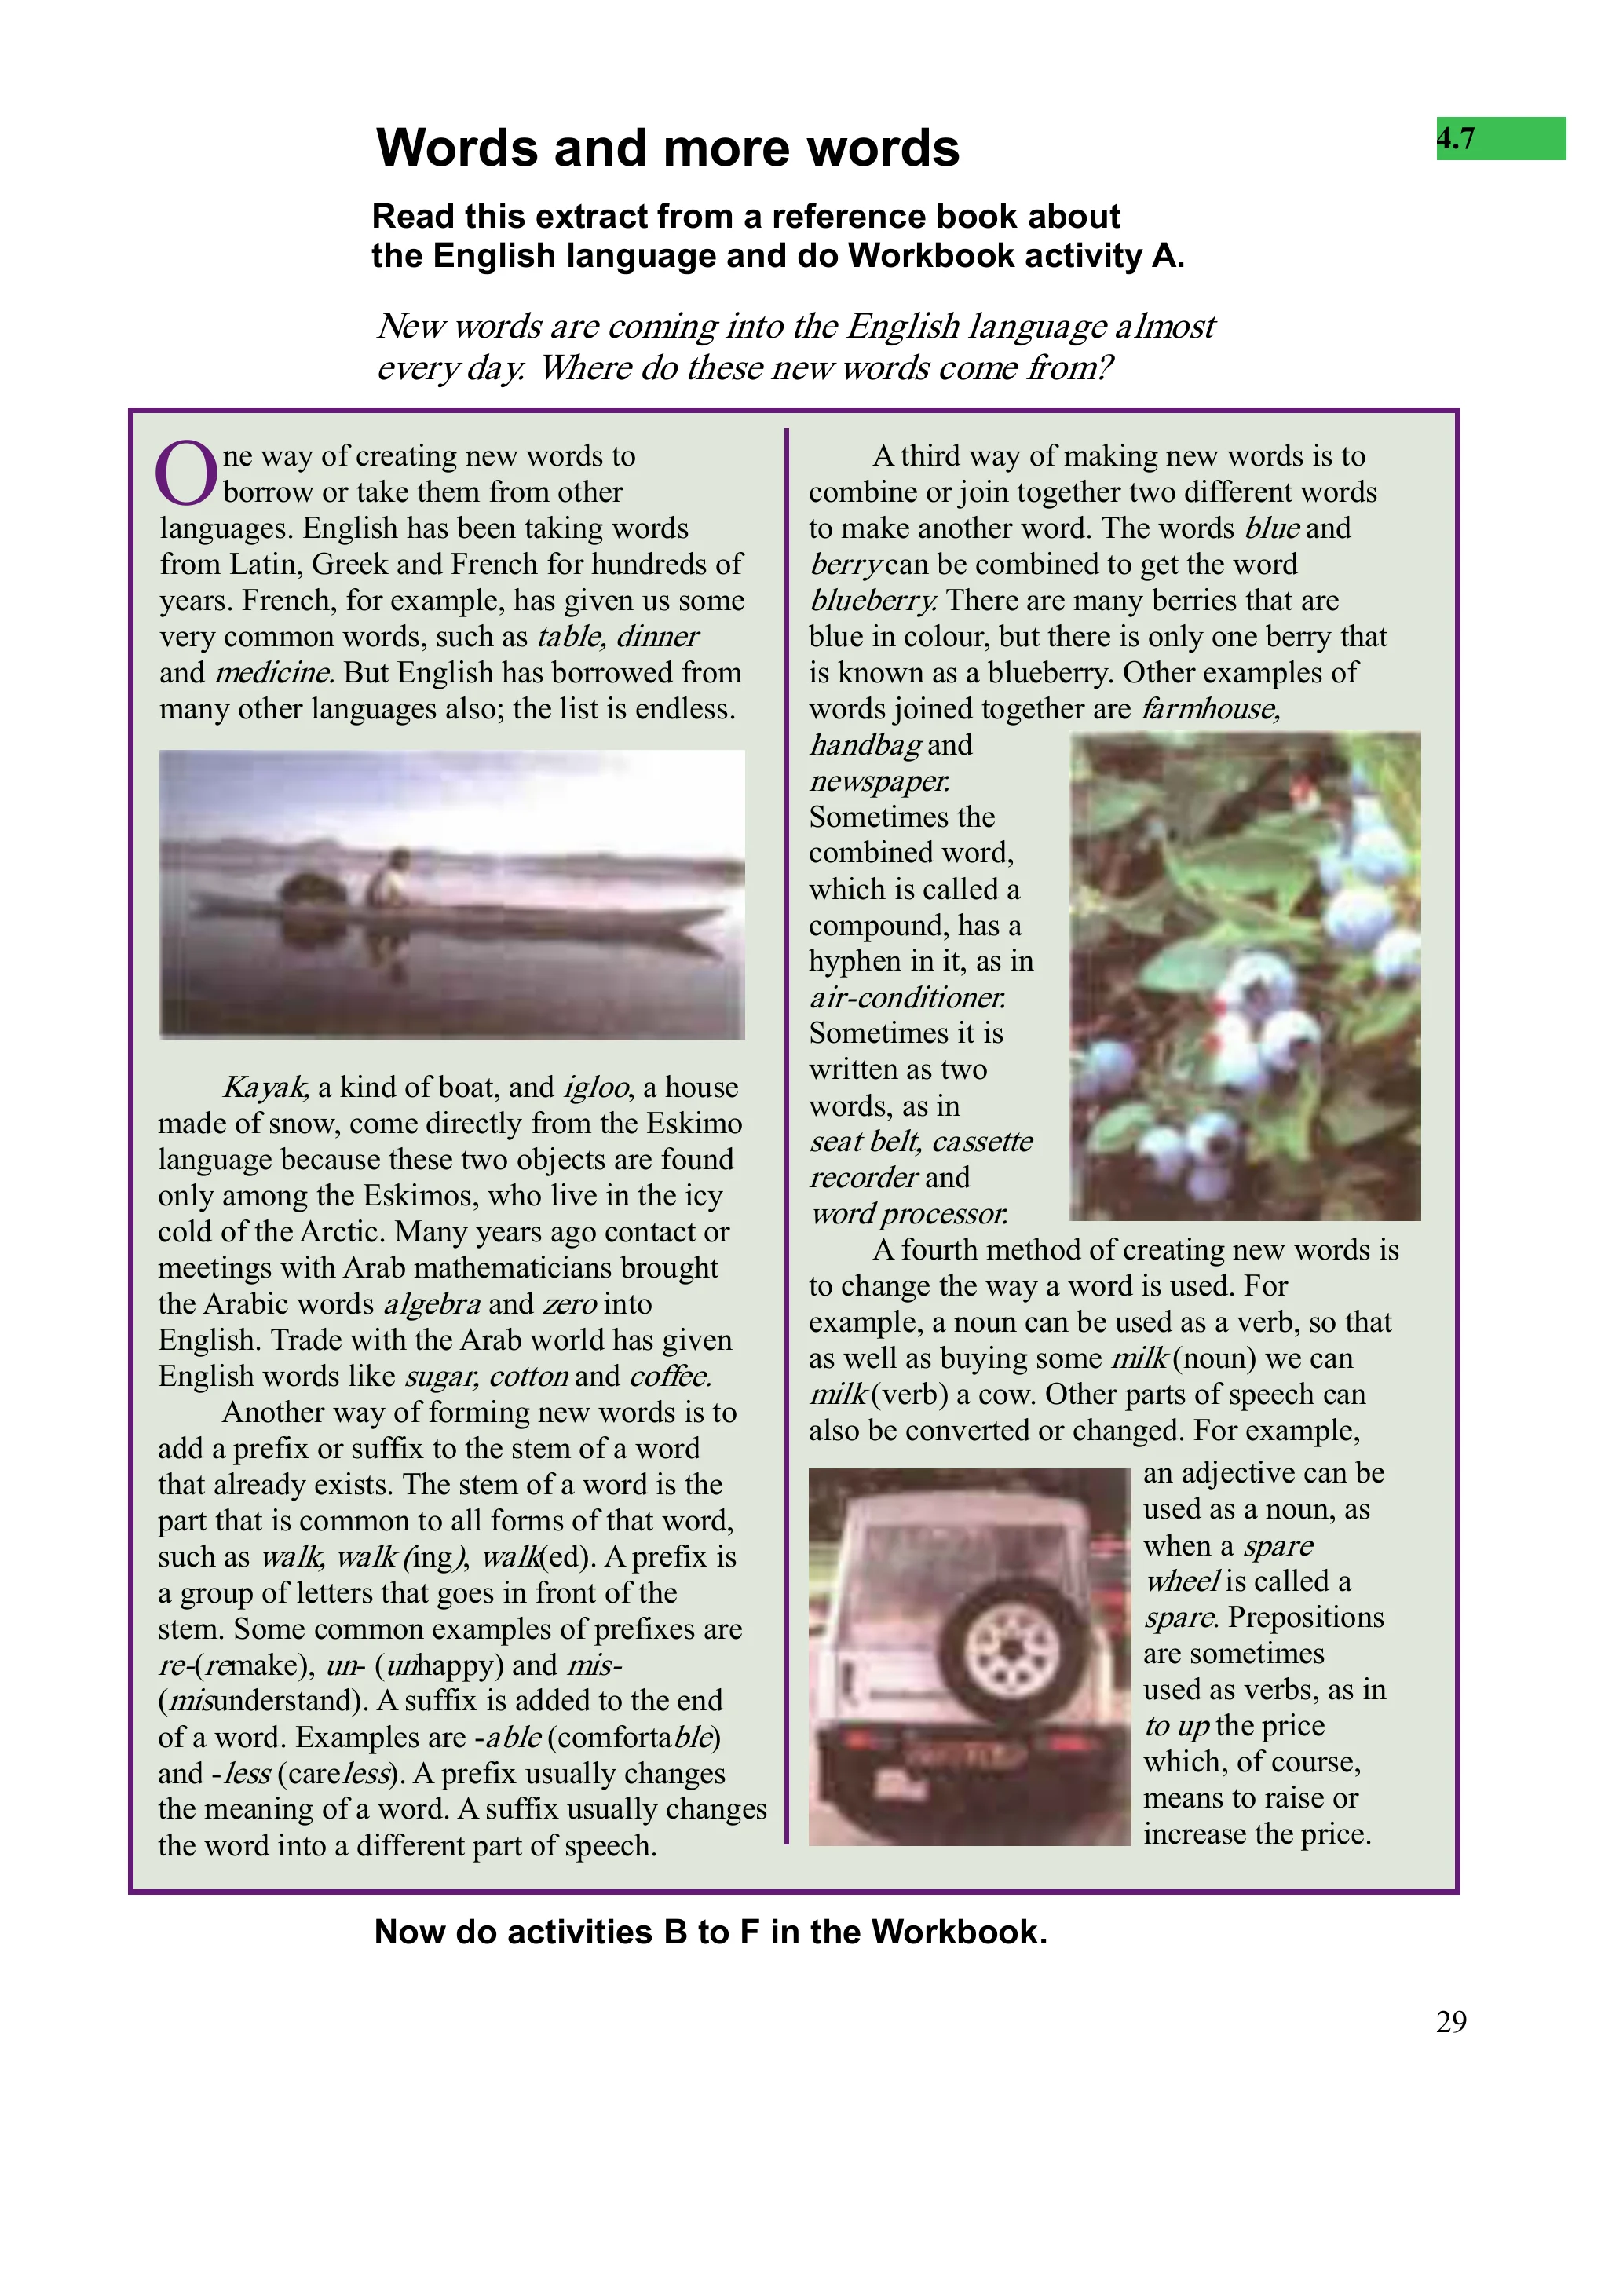 Words and more words
4.7
Read this extract from a reference book about
the English language and do Workbook activity A.
New words are coming into the English language almost
every day. Where do these new words come from?
One way of creating new words to
borrow or take them from other
languages. English has been taking words
from Latin, Greek and French for hundreds of
years. French, for example, has given us some
very common words, such as table, dinner
and medicine. But English has borrowed from
many other languages also; the list is endless.
Kayak, a kind of boat, and igloo, a house
made of snow, come directly from the Eskimo
language because these two objects are found
only among the Eskimos, who live in the icy
cold of the Arctic. Many years ago contact or
meetings with Arab mathematicians brought
the Arabic words algebra and zero into
English. Trade with the Arab world has given
English words like sugar, cotton and coffee.
Another way of forming new words is to
add a prefix or suffix to the stem of a word
that already exists. The stem of a word is the
part that is common to all forms of that word,
such as walk, walk (ing), walk(ed). A prefix is
a group of letters that goes in front of the
stem. Some common examples of prefixes are
re-(remake), un- (unhappy) and mis-
(misunderstand). A suffix is added to the end
of a word. Examples are -able (comfortable)
and -less (careless). A prefix usually changes
the meaning of a word. A suffix usually changes
the word into a different part of speech.
A third way of making new words is to
combine or join together two different words
to make another word. The words blue and
berry can be combined to get the word
blueberry. There are many berries that are
blue in colour, but there is only one berry that
is known as a blueberry. Other examples of
words joined together are farmhouse,
handbag and
newspaper.
Sometimes the
combined word,
which is called a
compound, has a
hyphen in it, as in
air-conditioner.
Sometimes it is
written as two
words, as in
seat belt, cassette
recorder and
word processor.
A fourth method of creating new words is
to change the way a word is used. For
example, a noun can be used as a verb, so that
as well as buying some milk (noun) we can
milk (verb) a cow. Other parts of speech can
also be converted or changed. For example,
an adjective can be
used as a noun, as
when a spare
wheel is called a
spare. Prepositions
are sometimes
used as verbs, as in
to up the price
which, of course,
means to raise or
increase the price.
Now do activities B to F in the Workbook.
29